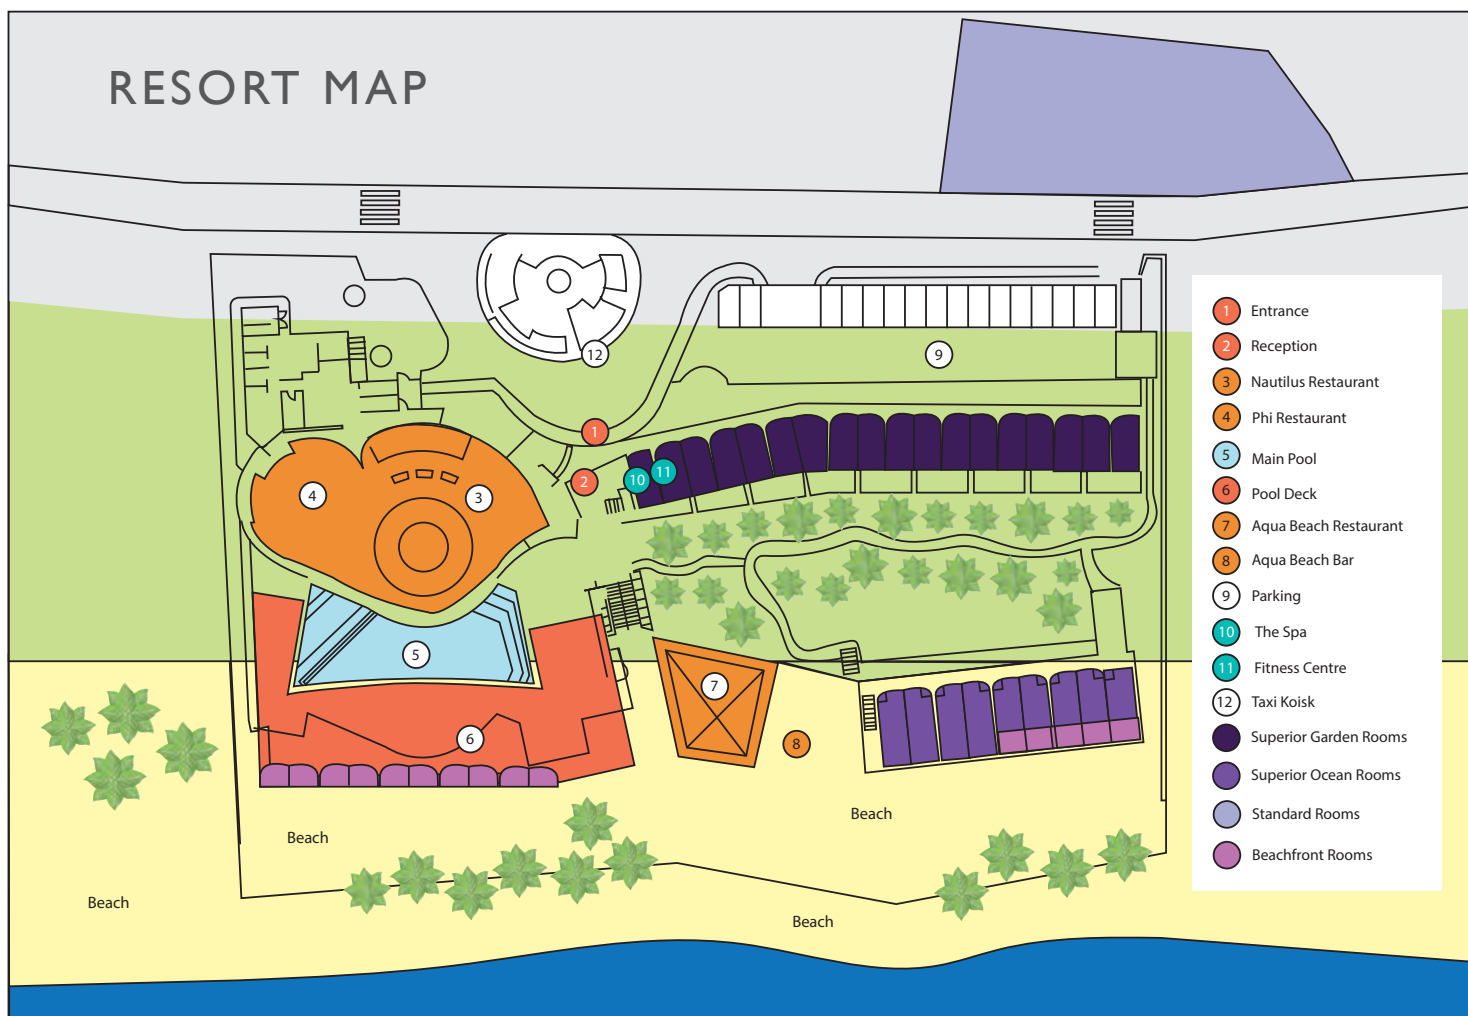 RESORT MAP
12
9
1
2
10
11
4
3
5
6
7
8
Beach
Beach
Beach
Beach
1 Entrance
2 Reception
3 Nautilus Restaurant
4 Phi Restaurant
5 Main Pool
6 Pool Deck
7 Aqua Beach Restaurant
8 Aqua Beach Bar
9 Parking
10 The Spa
11 Fitness Centre
12 Taxi Koisk
Superior Garden Rooms
Superior Ocean Rooms
Standard Rooms
Beachfront Rooms